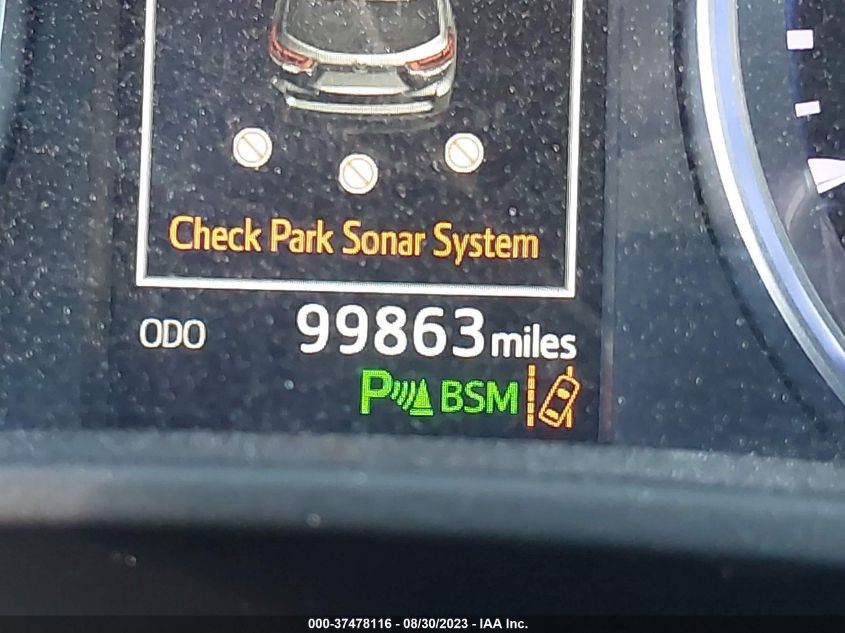 Check Park Sonar System
ODO 99863 miles
P BSM
000-37478116 - 08/30/2023 - IAA Inc.